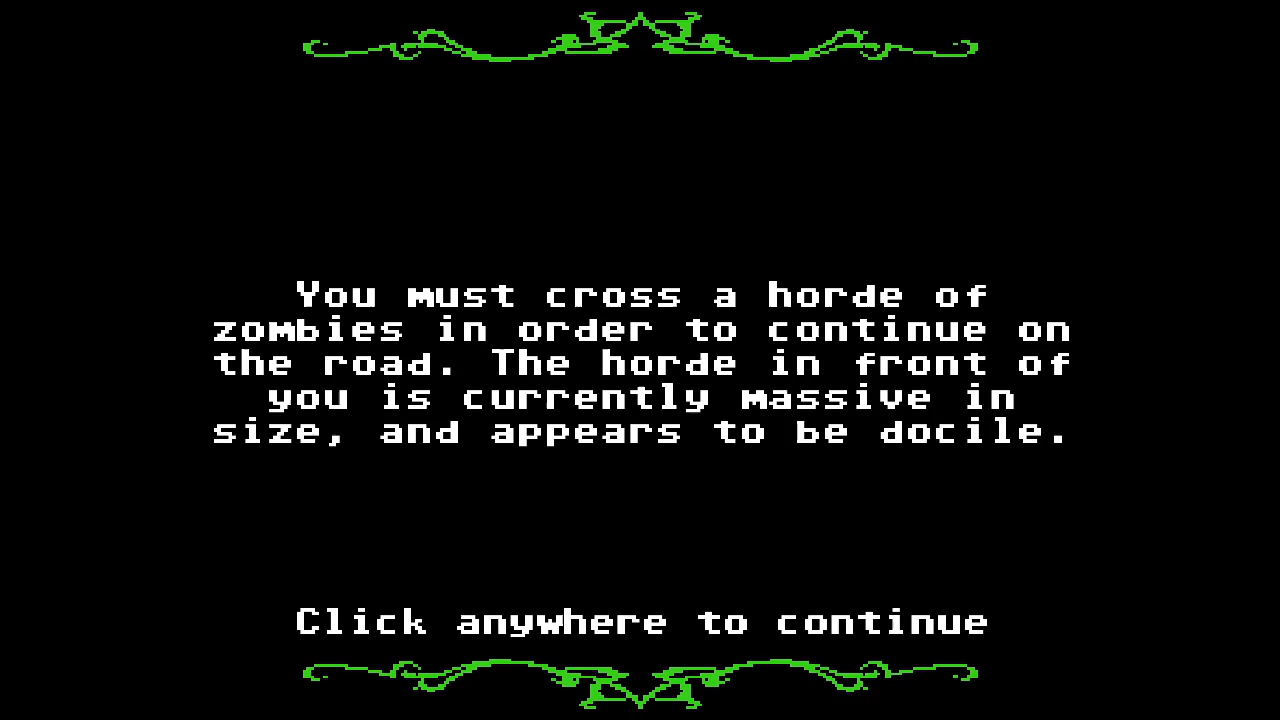 You must cross a horde of
zombies in order to continue on
the road. The horde in front of
you is currently massive in
size, and appears to be docile.
Click anywhere to continue